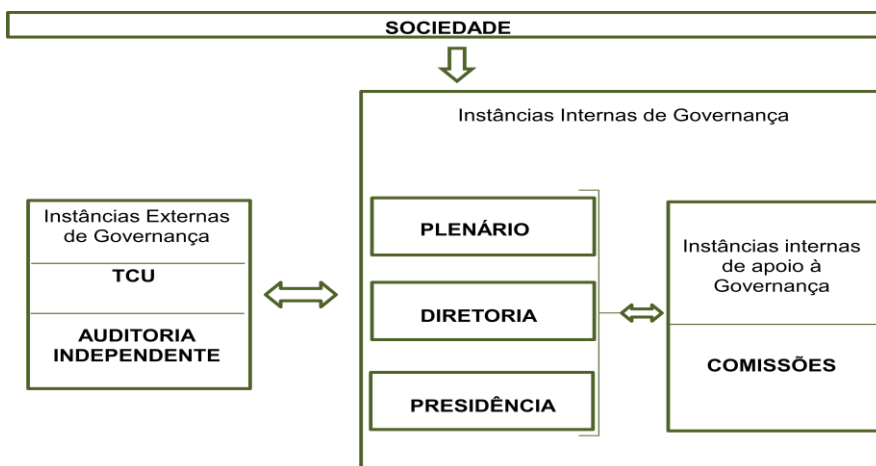 SOCIEDADE
Instâncias Internas de Governança
Instâncias Externas
de Governança
TCU
AUDITORIA
INDEPENDENTE
PLENÁRIO
DIRETORIA
PRESIDÊNCIA
Instâncias internas
de apoio à
Governança
COMISSÕES